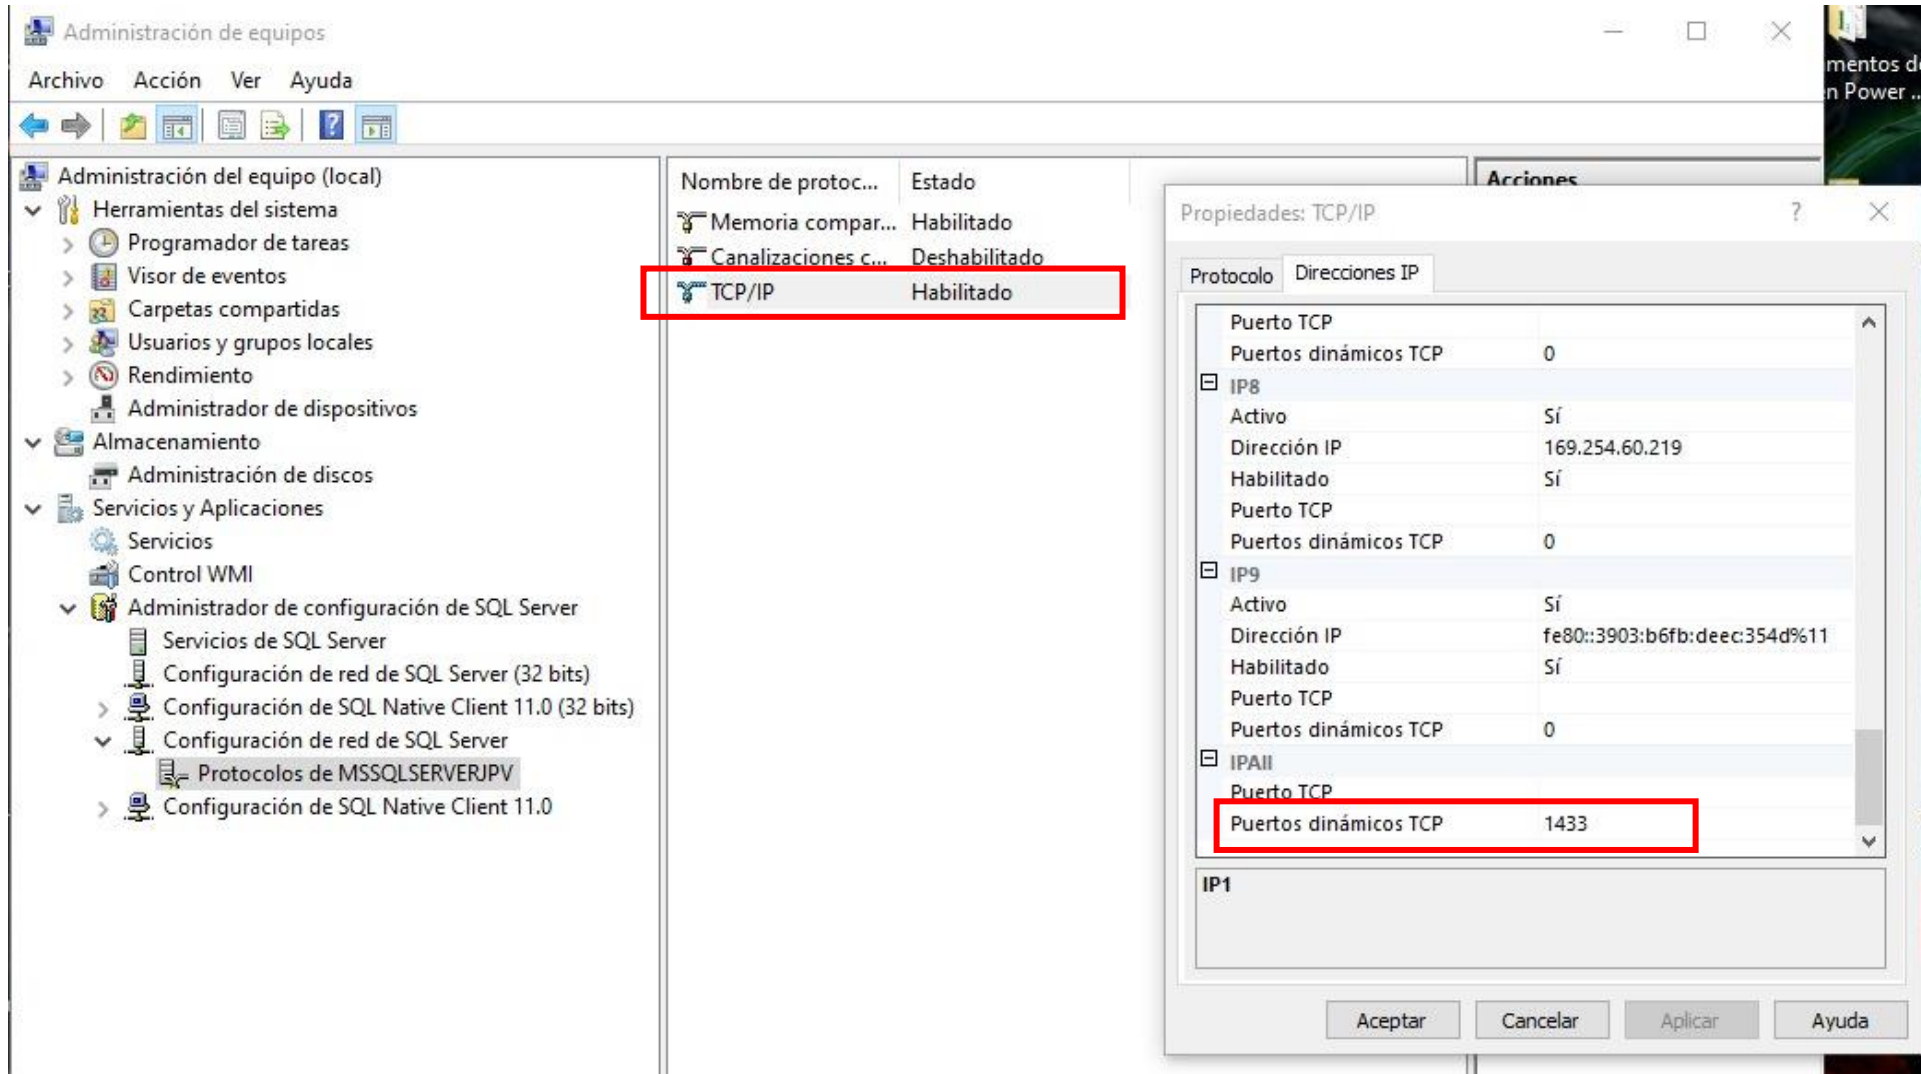 Administración de equipos
Archivo Acción Ver Ayuda
Administración del equipo (local)
Herramientas del sistema
Programador de tareas
Visor de eventos
Carpetas compartidas
Usuarios y grupos locales
Rendimiento
Administrador de dispositivos
Almacenamiento
Administración de discos
Servicios y Aplicaciones
Servicios
Control WMI
Administrador de configuración de SQL Server
Servicios de SQL Server
Configuración de red de SQL Server (32 bits)
Configuración de SQL Native Client 11.0 (32 bits)
Configuración de red de SQL Server
Protocolos de MSSQLSERVERJPV
Configuración de SQL Native Client 11.0
Nombre de protoc... Estado
Memoria compar... Habilitado
Canalizaciones c... Deshabilitado
TCP/IP Habilitado
Acciones
Propiedades: TCP/IP ?
Protocolo Direcciones IP
Puerto TCP
Puertos dinámicos TCP 0
IP8
Activo Sí
Dirección IP 169.254.60.219
Habilitado Sí
Puerto TCP
Puertos dinámicos TCP 0
IP9
Activo Sí
Dirección IP fe80::3903:b6fb:deec:354d%11
Habilitado Sí
Puerto TCP
Puertos dinámicos TCP 0
IPAll
Puerto TCP
Puertos dinámicos TCP 1433
IP1
Aceptar Cancelar Aplicar Ayuda
mentos d
n Power ...